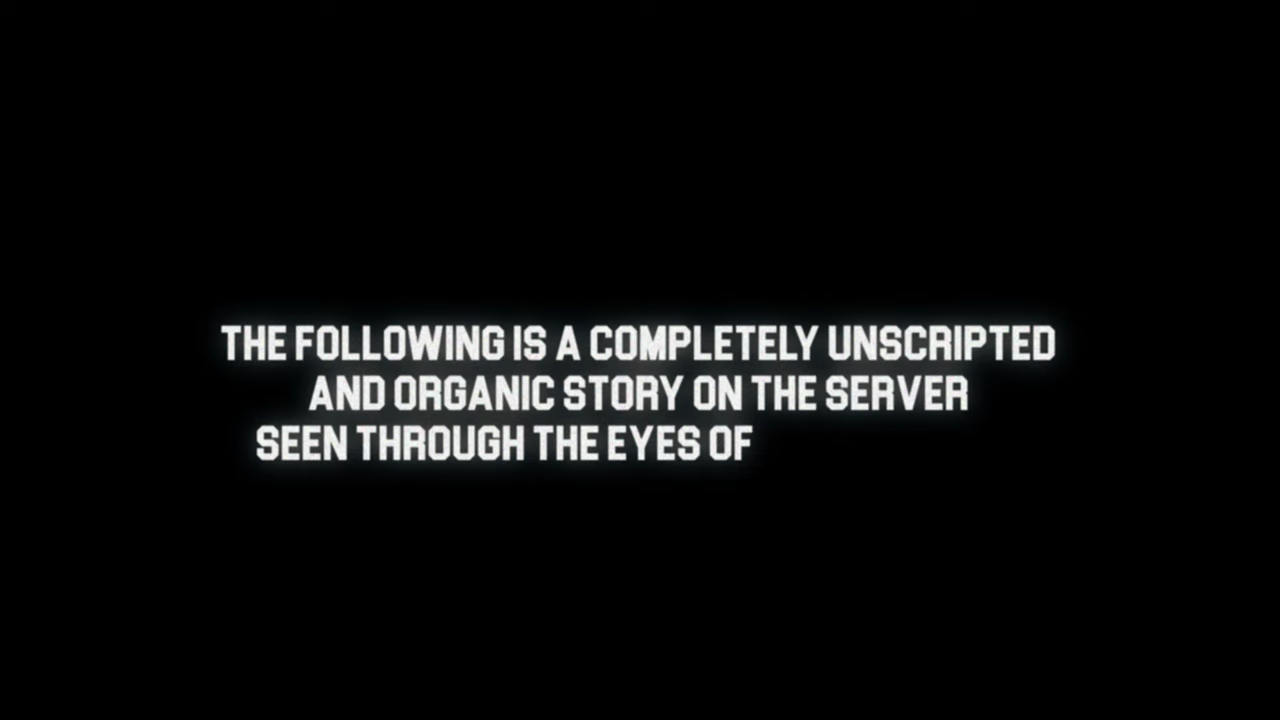 THE FOLLOWING IS A COMPLETELY UNSCRIPTED
AND ORGANIC STORY ON THE SERVER
SEEN THROUGH THE EYES OF